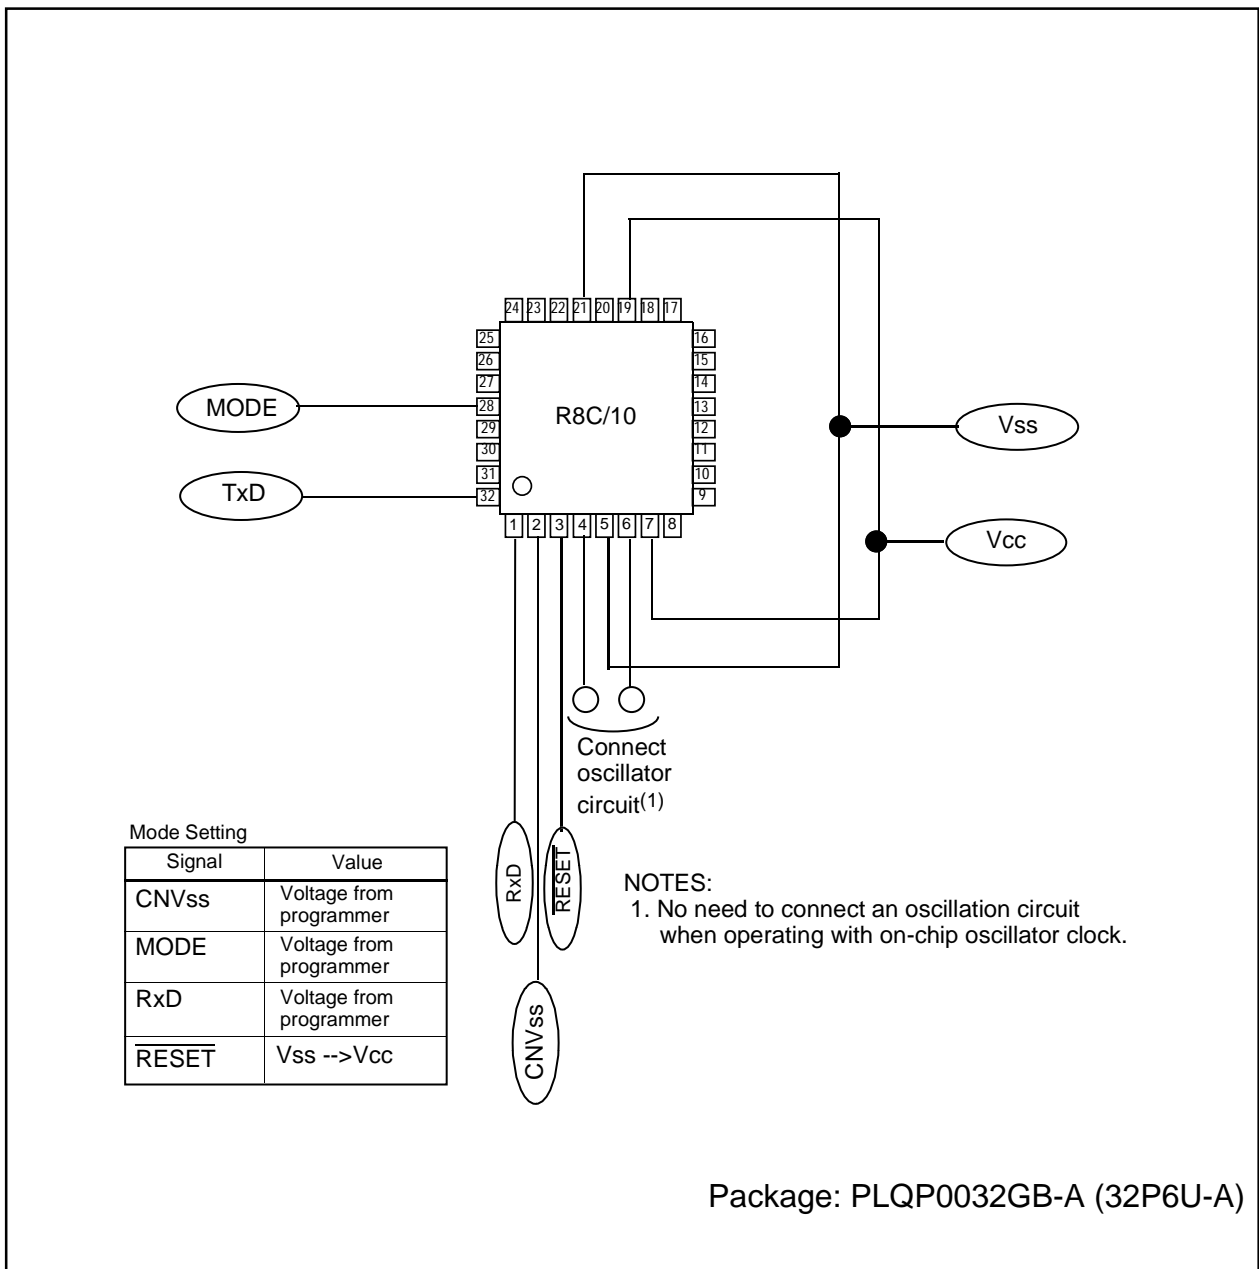 24 23 22 21 20 19 18 17
25 16
26 15
27 14
MODE 28 13
R8C/10
29 12
Vss
30 11
31 10
TxD 32 9
1 2 3 4 5 6 7 8
Vcc
Connect
oscillator
circuit(1)
RxD
RESET
CNVss
Mode Setting
Signal Value
CNVss Voltage from
programmer
MODE Voltage from
programmer
RxD Voltage from
programmer
RESET Vss -->Vcc
NOTES:
1. No need to connect an oscillation circuit
when operating with on-chip oscillator clock.
Package: PLQP0032GB-A (32P6U-A)